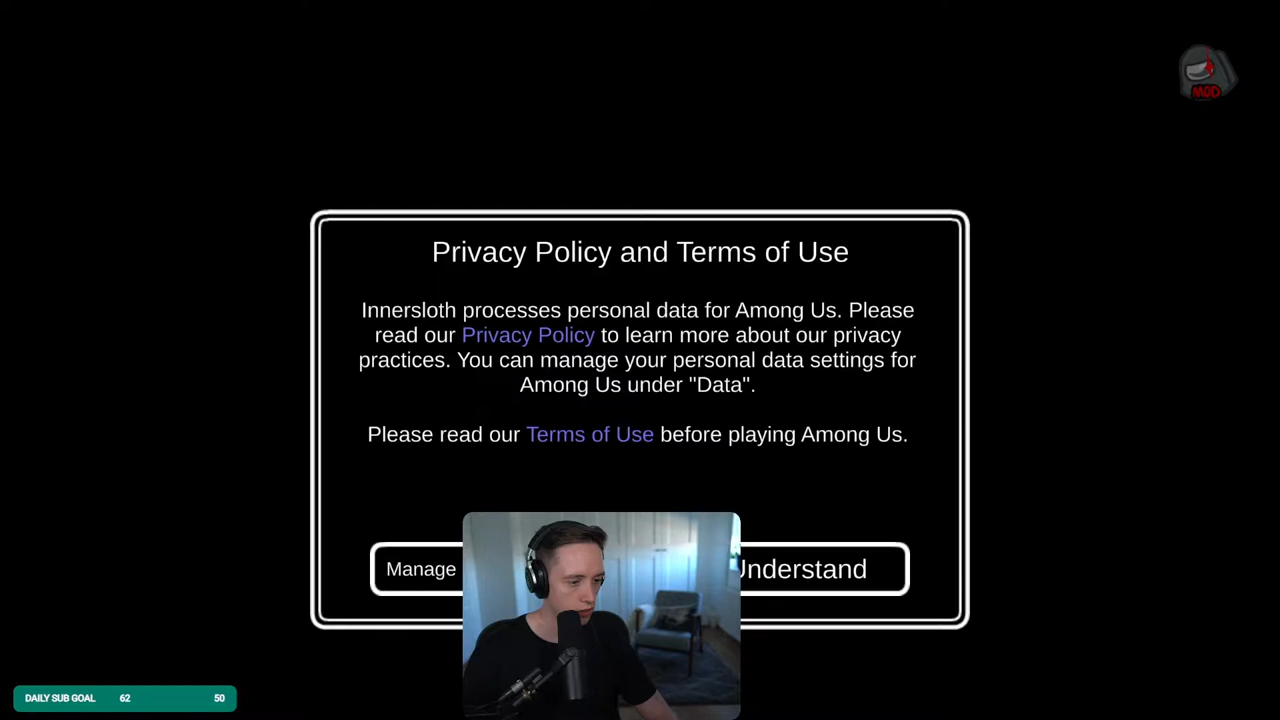 MOD
Privacy Policy and Terms of Use
Innersloth processes personal data for Among Us. Please
read our Privacy Policy to learn more about our privacy
practices. You can manage your personal data settings for
Among Us under "Data".
Please read our Terms of Use before playing Among Us.
Manage
Understand
DAILY SUB GOAL 62 50